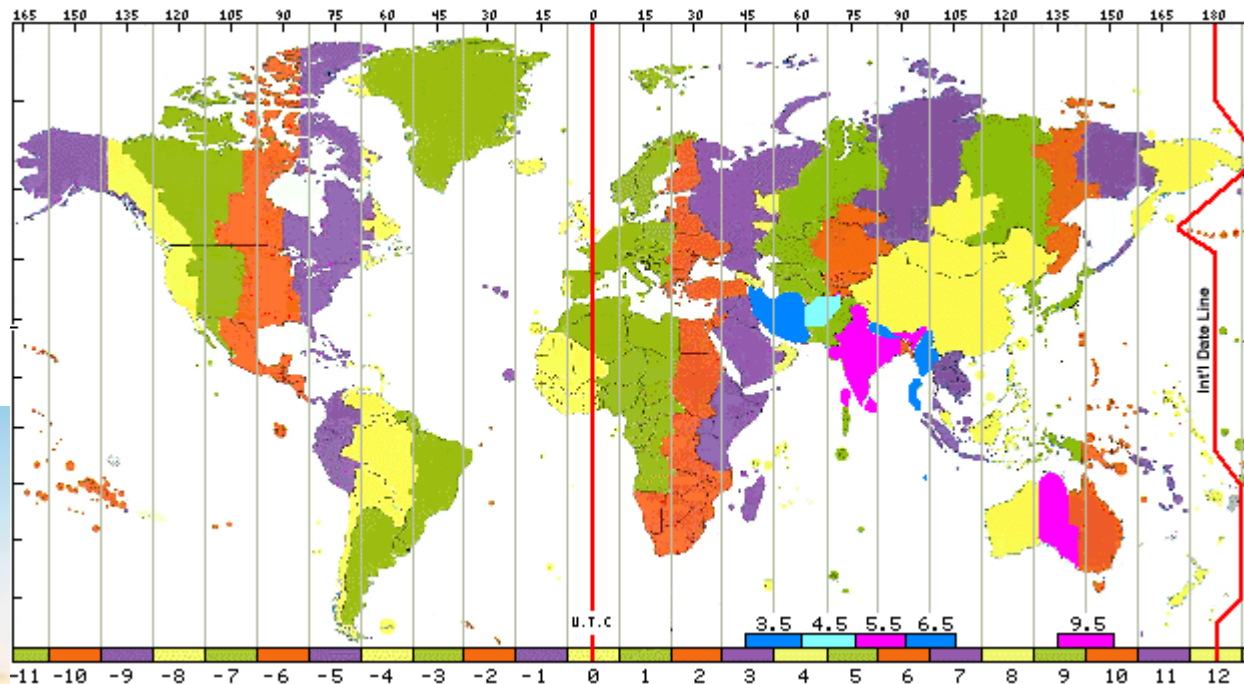 165 150 135 120 105 90 75 60 45 30 15 0 15 30 45 60 75 90 105 120 135 150 165 180
Int'l Date Line
U.T.C
3.5 4.5 5.5 6.5 9.5
-11 -10 -9 -8 -7 -6 -5 -4 -3 -2 -1 0 1 2 3 4 5 6 7 8 9 10 11 12